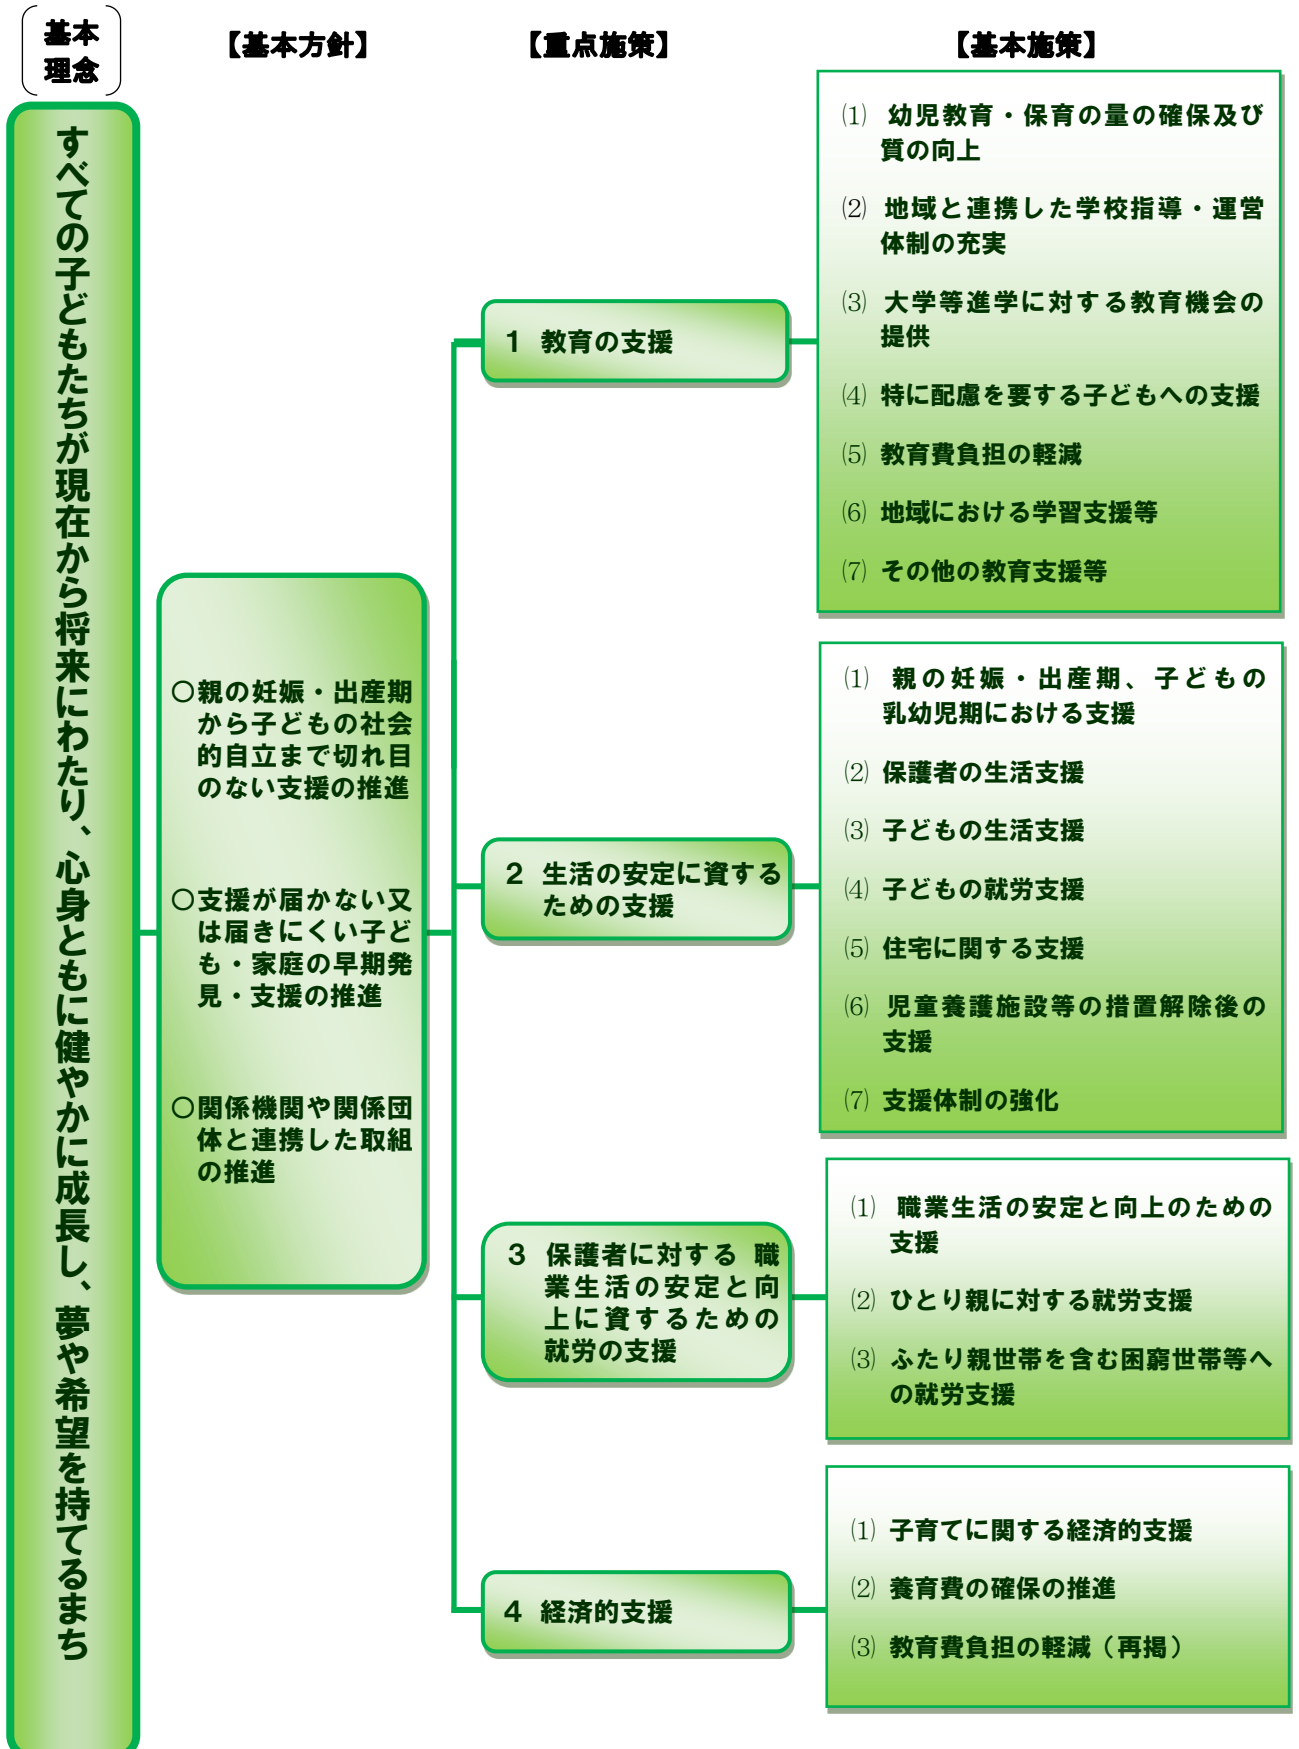 基本
理念
【基本方針】
【重点施策】
【基本施策】
すべての子どもたちが現在から将来にわたり、心身ともに健やかに成長し、夢や希望を持てるまち
○親の妊娠・出産期
から子どもの社会
的自立まで切れ目
のない支援の推進
○支援が届かない又
は届きにくい子ど
も・家庭の早期発
見・支援の推進
○関係機関や関係団
体と連携した取組
の推進
1 教育の支援
⑴ 幼児教育・保育の量の確保及び
質の向上
⑵ 地域と連携した学校指導・運営
体制の充実
⑶ 大学等進学に対する教育機会の
提供
⑷ 特に配慮を要する子どもへの支援
⑸ 教育費負担の軽減
⑹ 地域における学習支援等
⑺ その他の教育支援等
2 生活の安定に資する
ための支援
⑴ 親の妊娠・出産期、子どもの
乳幼児期における支援
⑵ 保護者の生活支援
⑶ 子どもの生活支援
⑷ 子どもの就労支援
⑸ 住宅に関する支援
⑹ 児童養護施設等の措置解除後の
支援
⑺ 支援体制の強化
3 保護者に対する 職
業生活の安定と向
上に資するための
就労の支援
⑴ 職業生活の安定と向上のための
支援
⑵ ひとり親に対する就労支援
⑶ ふたり親世帯を含む困窮世帯等へ
の就労支援
4 経済的支援
⑴ 子育てに関する経済的支援
⑵ 養育費の確保の推進
⑶ 教育費負担の軽減（再掲）